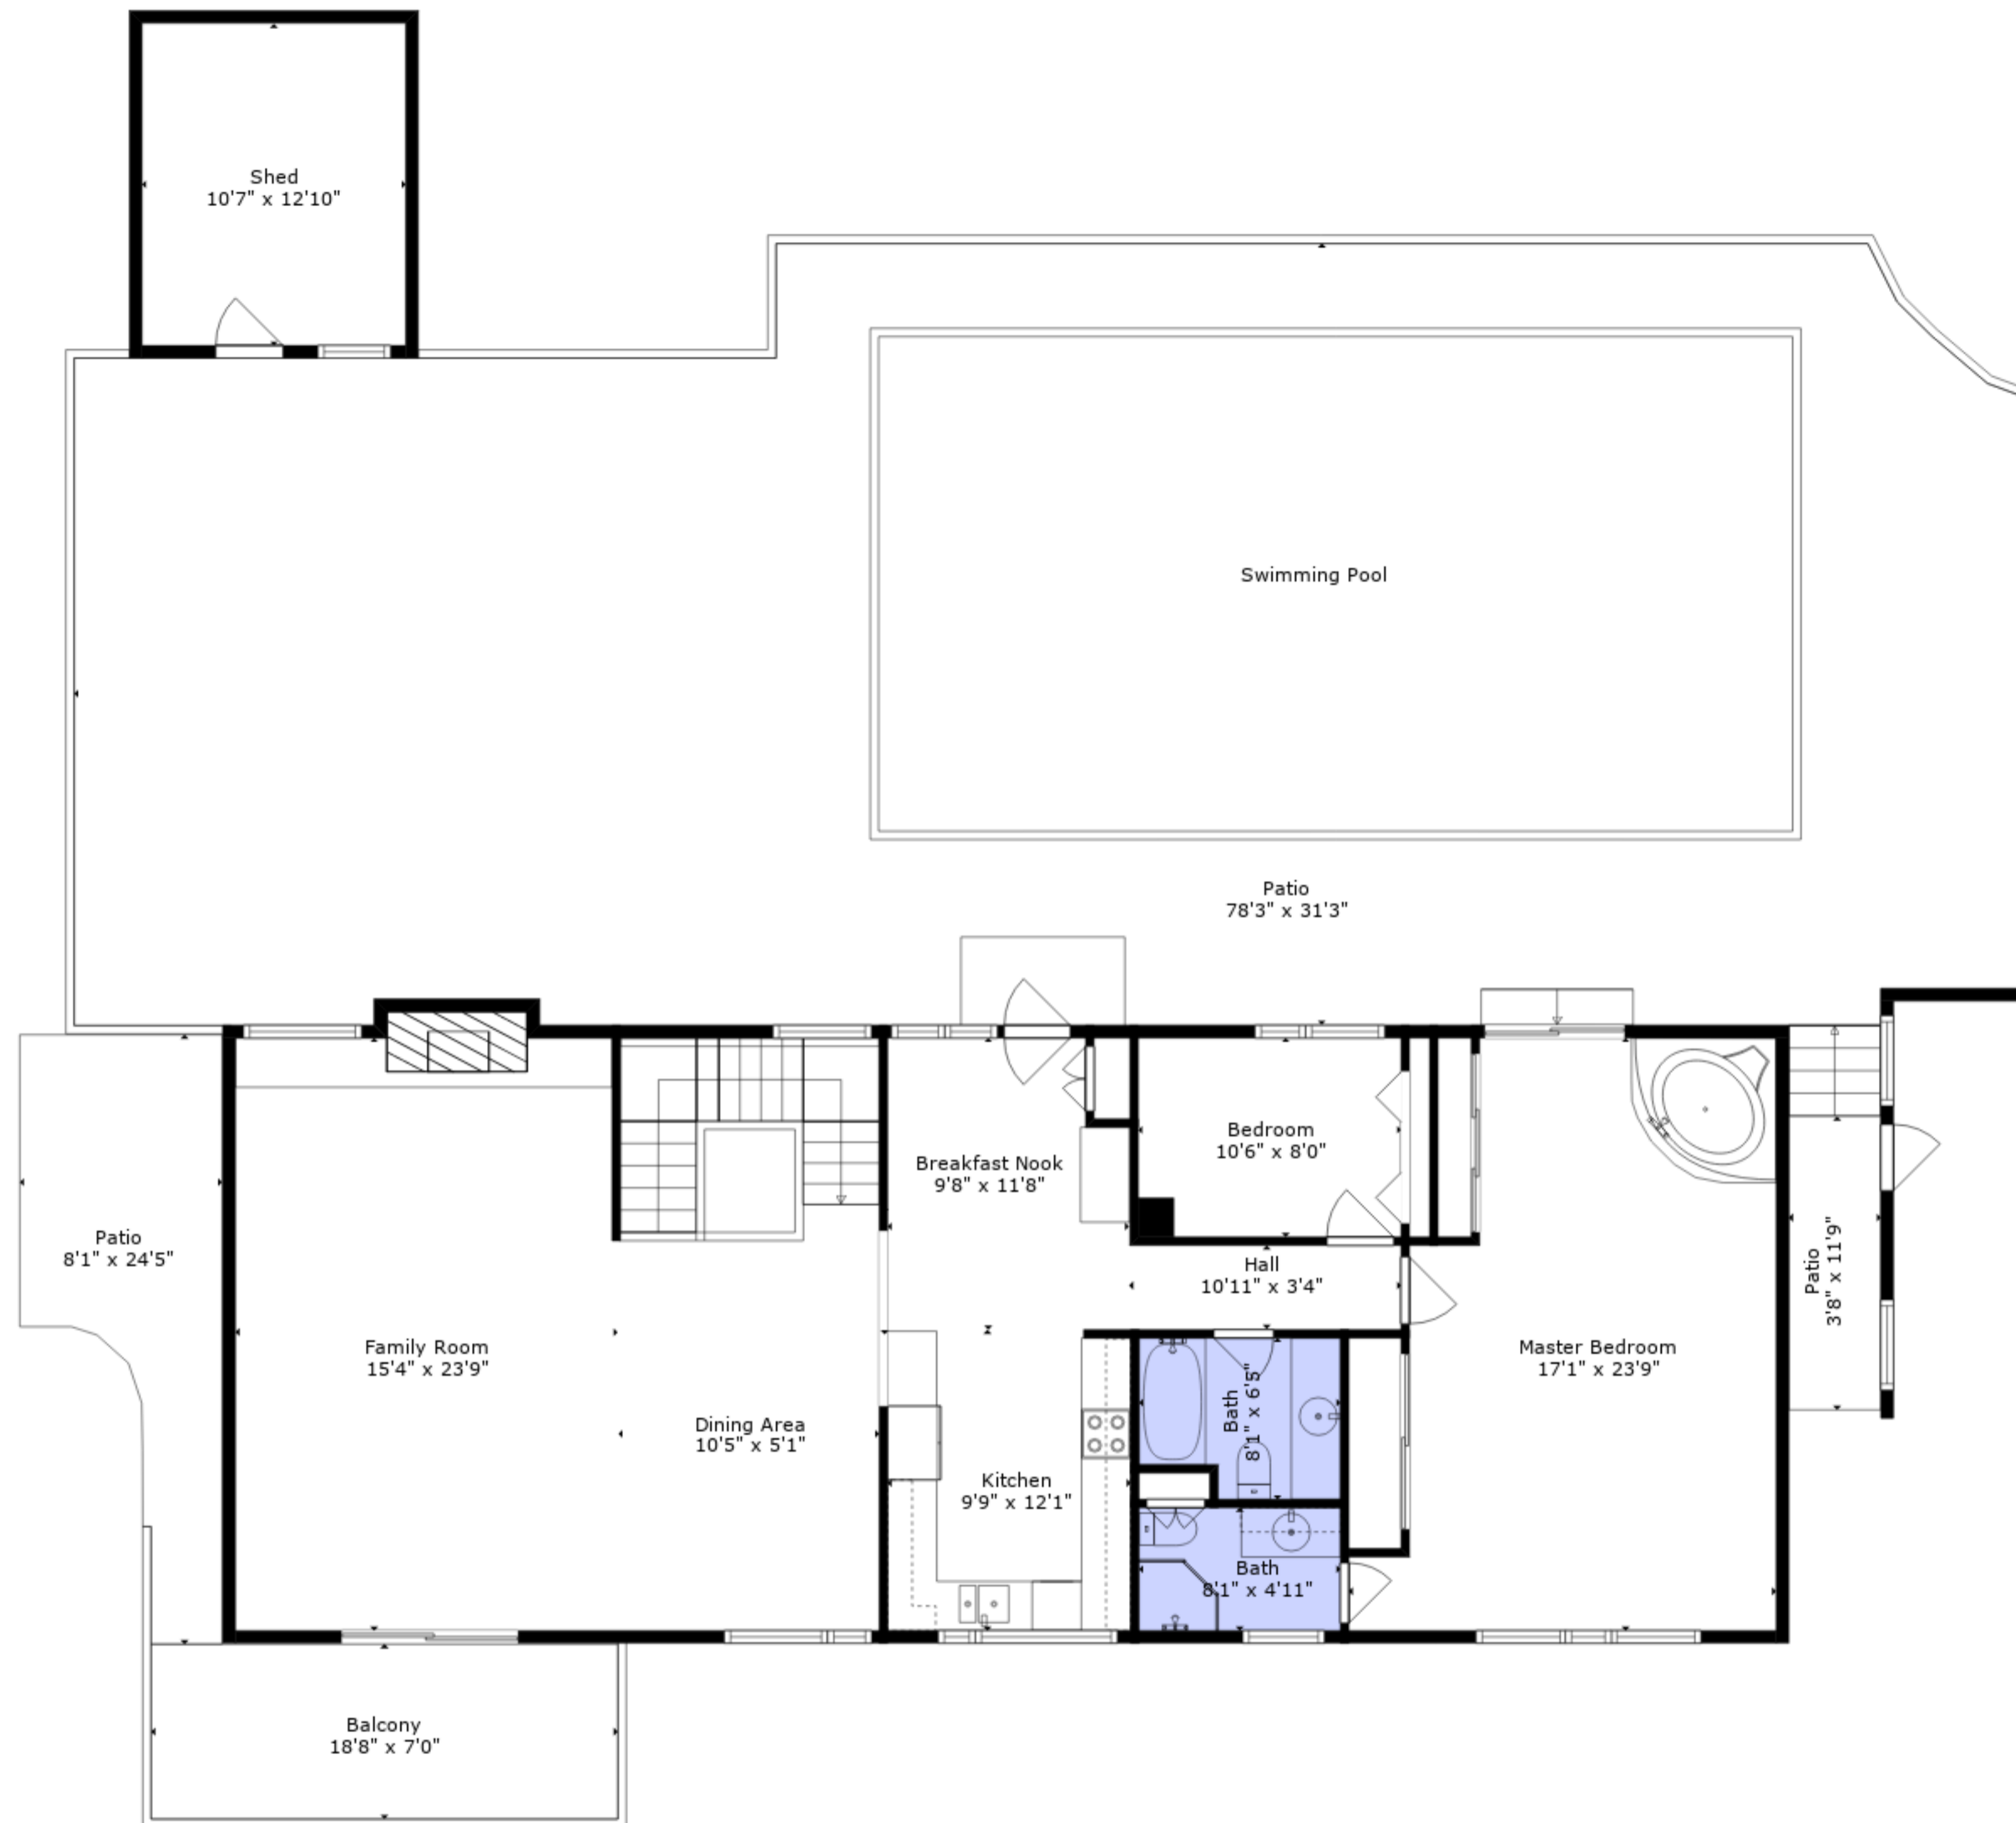 Shed
10'7" x 12'10"
Swimming Pool
Patio
78'3" x 31'3"
Bedroom
10'6" x 8'0"
Breakfast Nook
9'8" x 11'8"
Patio
8'1" x 24'5"
Hall
10'11" x 3'4"
Patio
3'8" x 11'9"
Family Room
15'4" x 23'9"
Master Bedroom
17'1" x 23'9"
Bath
8'1" x 6'5"
Dining Area
10'5" x 5'1"
Kitchen
9'9" x 12'1"
Bath
8'1" x 4'11"
Balcony
18'8" x 7'0"